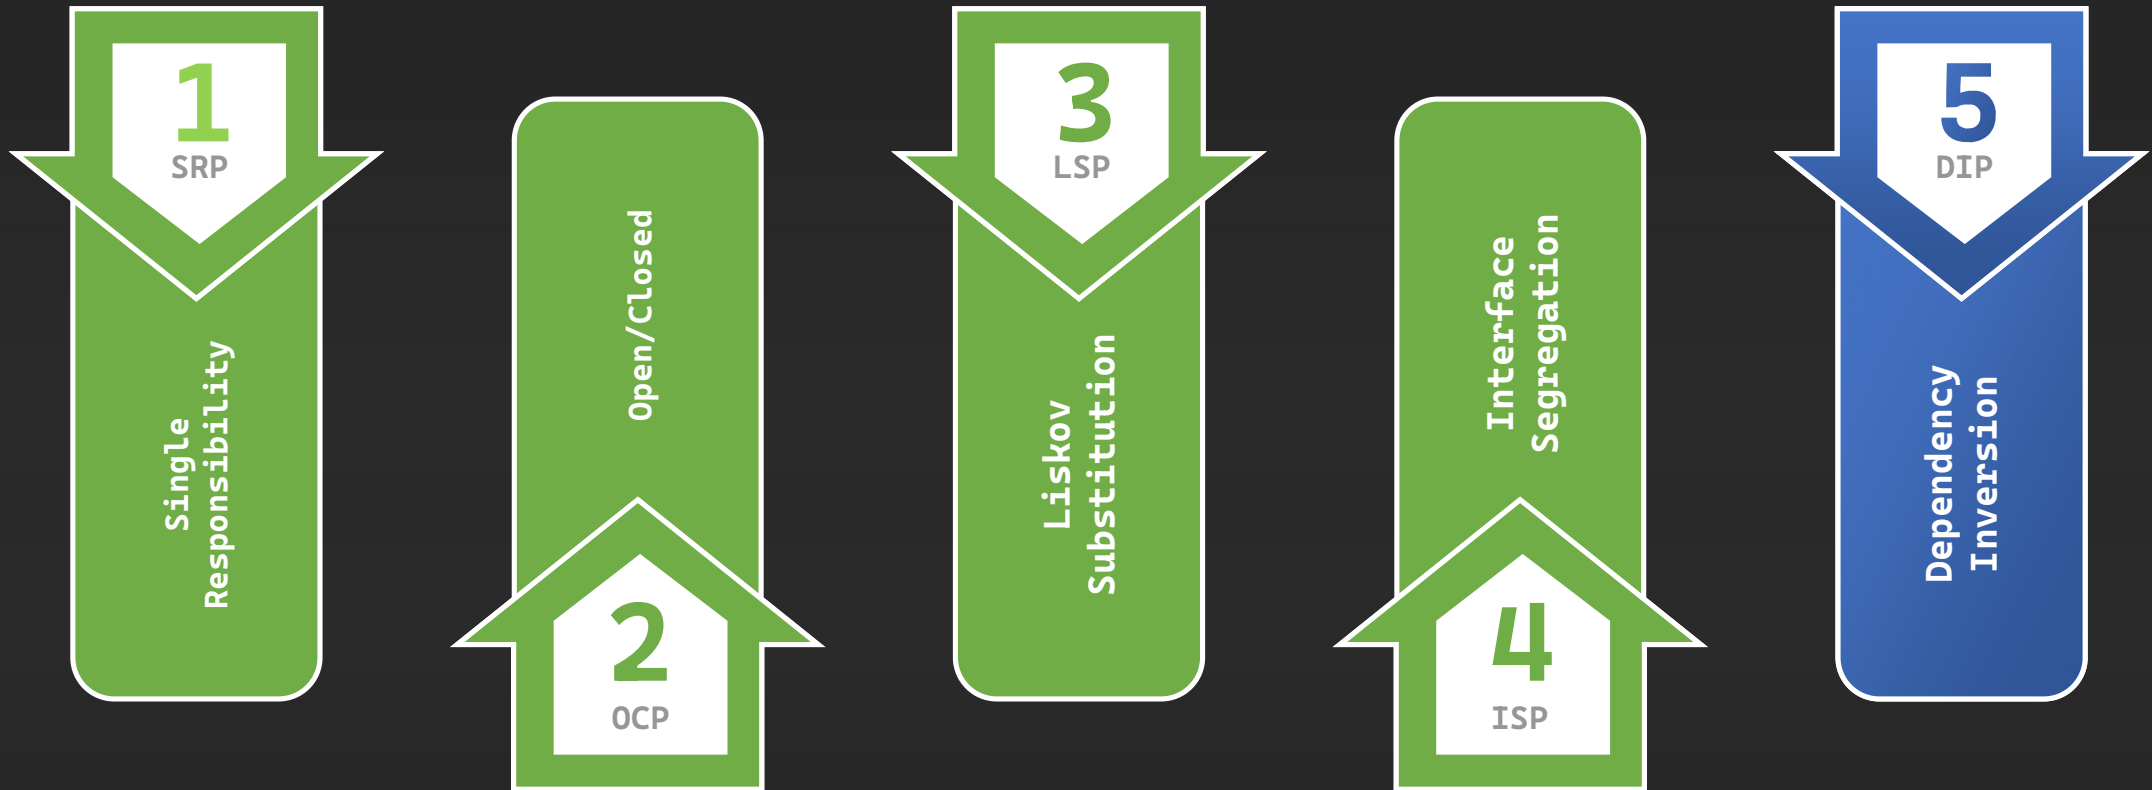 1
SRP
Single
Responsibility
Open/Closed
2
OCP
3
LSP
Liskov
Substitution
Interface
Segregation
4
ISP
5
DIP
Dependency
Inversion